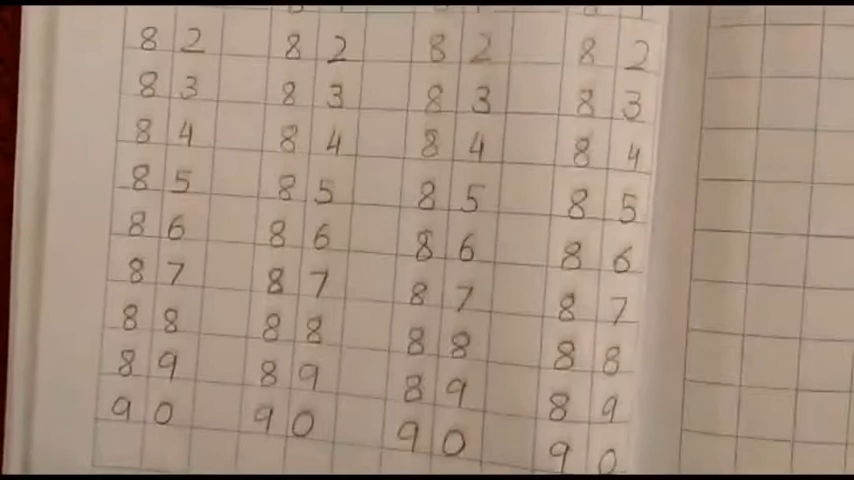 82 82 82 82
83 83 83 83
84 84 84 84
85 85 85 85
86 86 86 86
87 87 87 87
88 88 88 88
89 89 89 89
90 90 90 90